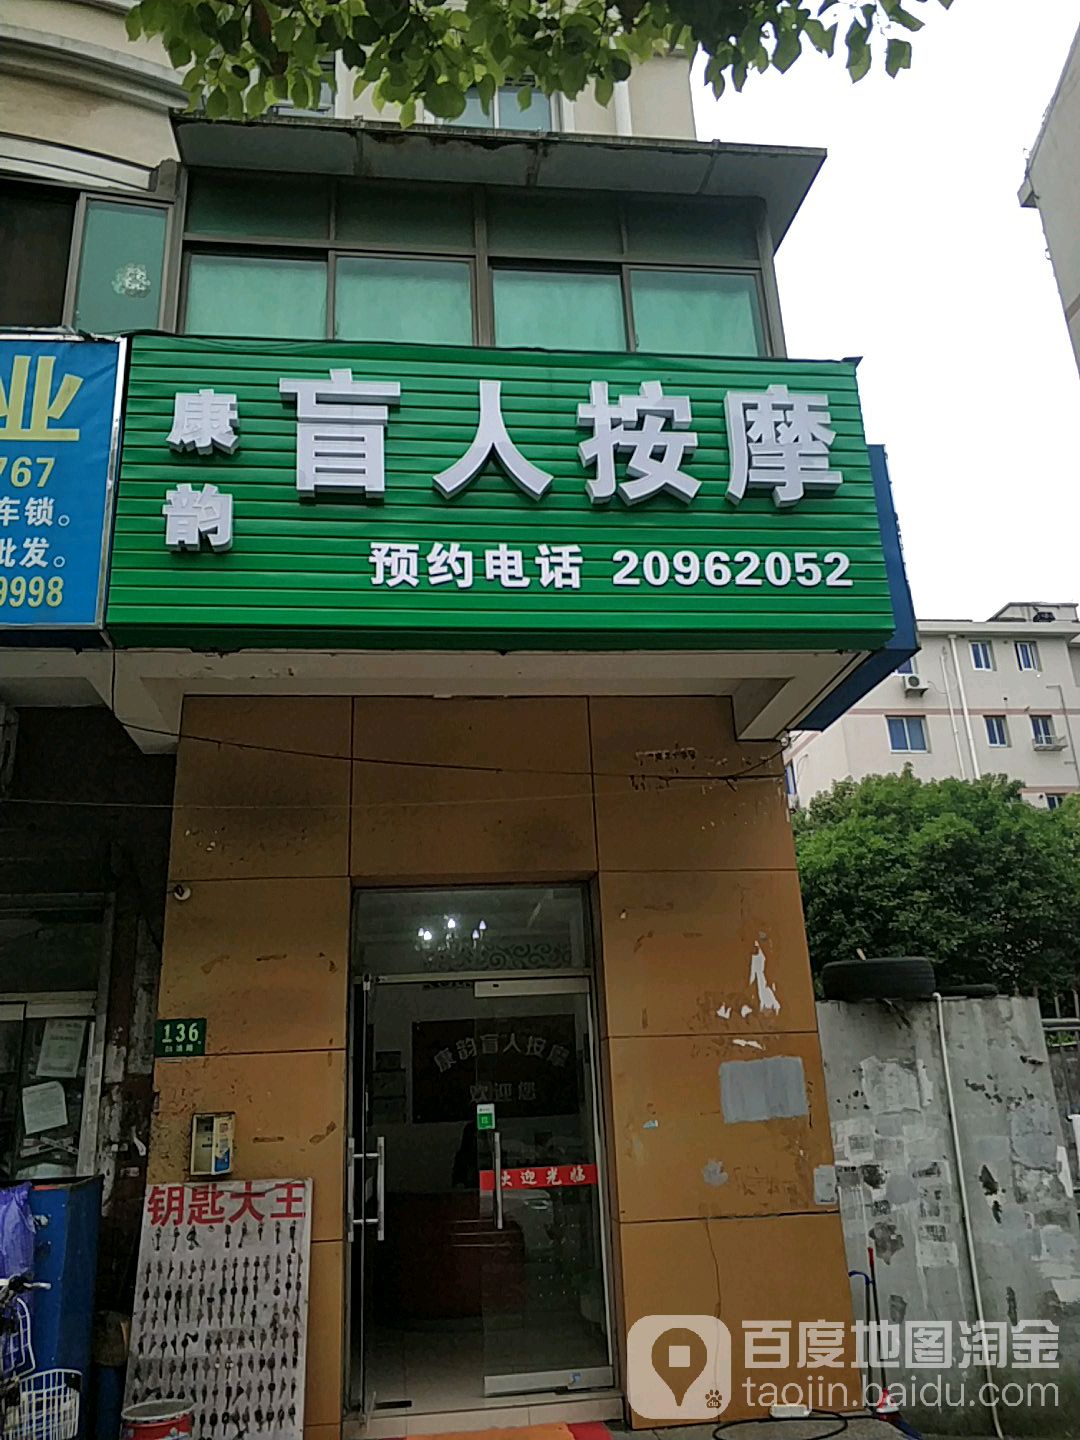 业
767
车锁。
批发。
9998
康韵
盲人按摩
预约电话 20962052
136
康韵盲人按摩
欢迎您
欢迎光临
钥匙大王
百度地图淘金
taojin.baidu.com